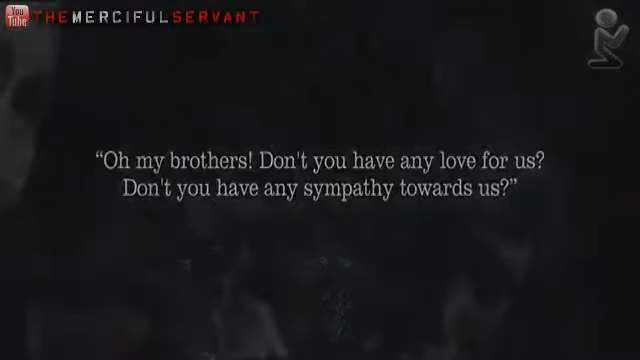 You Tube THEMERCIFULSERVANT
“Oh my brothers! Don't you have any love for us?
Don't you have any sympathy towards us?”